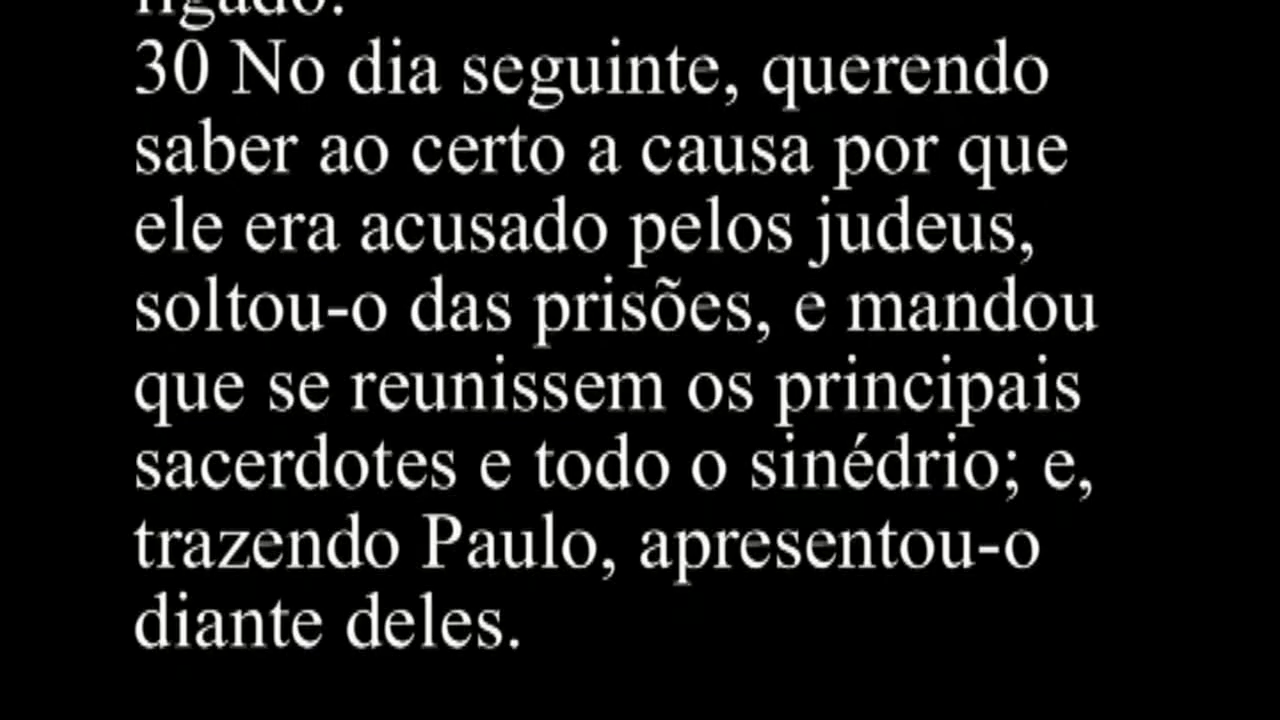 ligado.
30 No dia seguinte, querendo
saber ao certo a causa por que
ele era acusado pelos judeus,
soltou-o das prisões, e mandou
que se reunissem os principais
sacerdotes e todo o sinédrio; e,
trazendo Paulo, apresentou-o
diante deles.